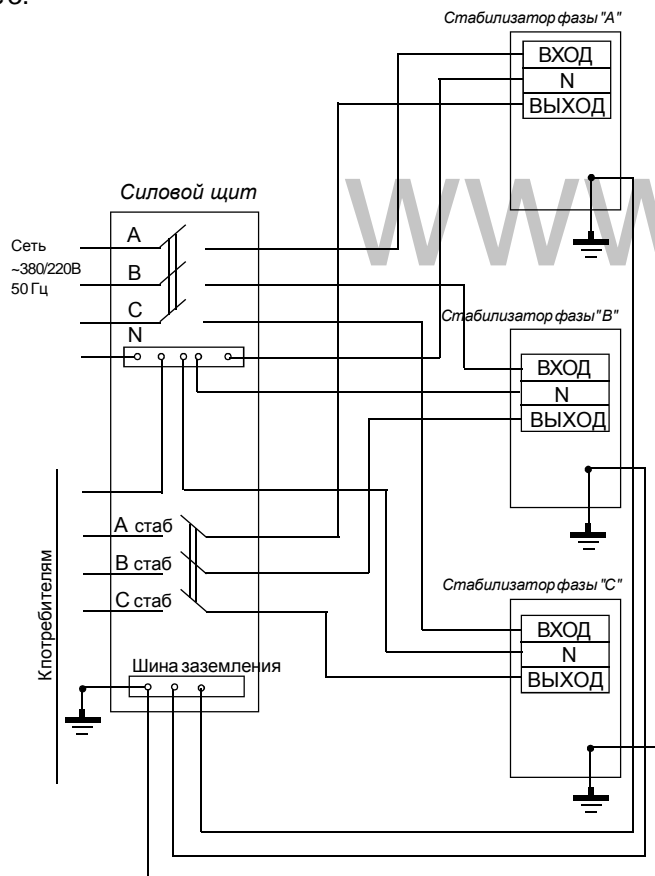 Стабилизатор фазы "А"
ВХОД
N
ВЫХОД
www
Силовой щит
Сеть
~380/220В
50 Гц
A
B
C
N
Стабилизатор фазы "В"
ВХОД
N
ВЫХОД
А стаб
В стаб
С стаб
К потребителям
Шина заземления
Стабилизатор фазы "С"
ВХОД
N
ВЫХОД